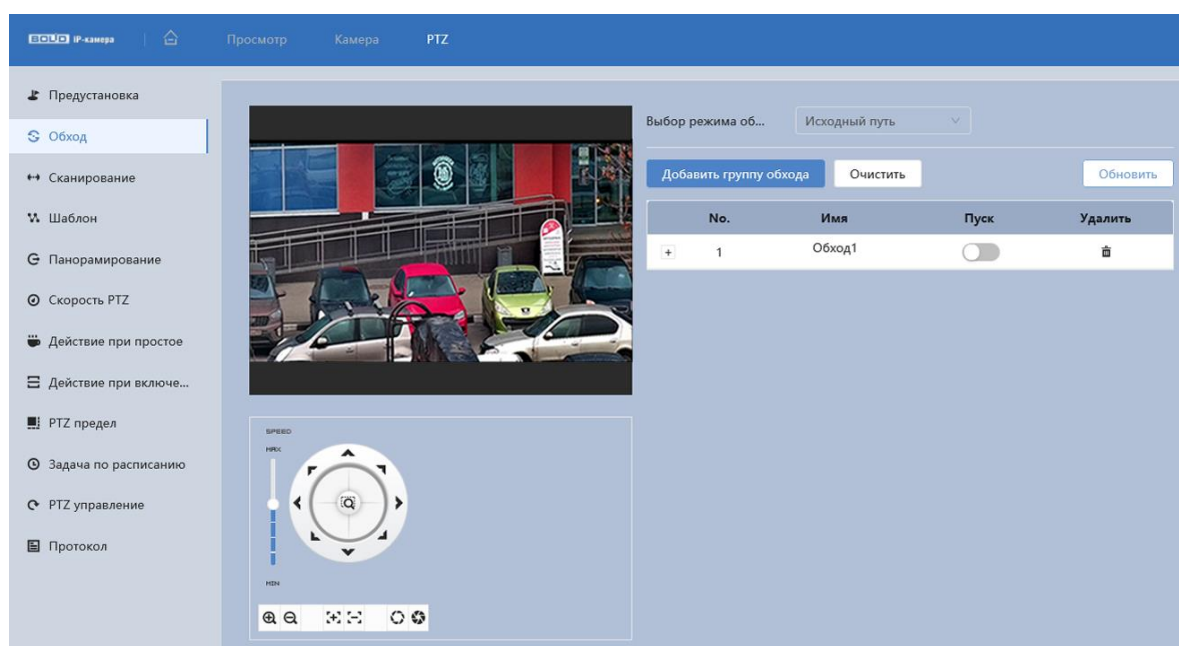 BOLID IP-камера
Просмотр
Камера
PTZ
Предустановка
Обход
Сканирование
Шаблон
Панорамирование
Скорость PTZ
Действие при простое
Действие при включе...
PTZ предел
Задача по расписанию
PTZ управление
Протокол
SPEED
MAX
MIN
Выбор режима об...
Исходный путь
Добавить группу обхода
Очистить
Обновить
No. Имя Пуск Удалить
1 Обход1